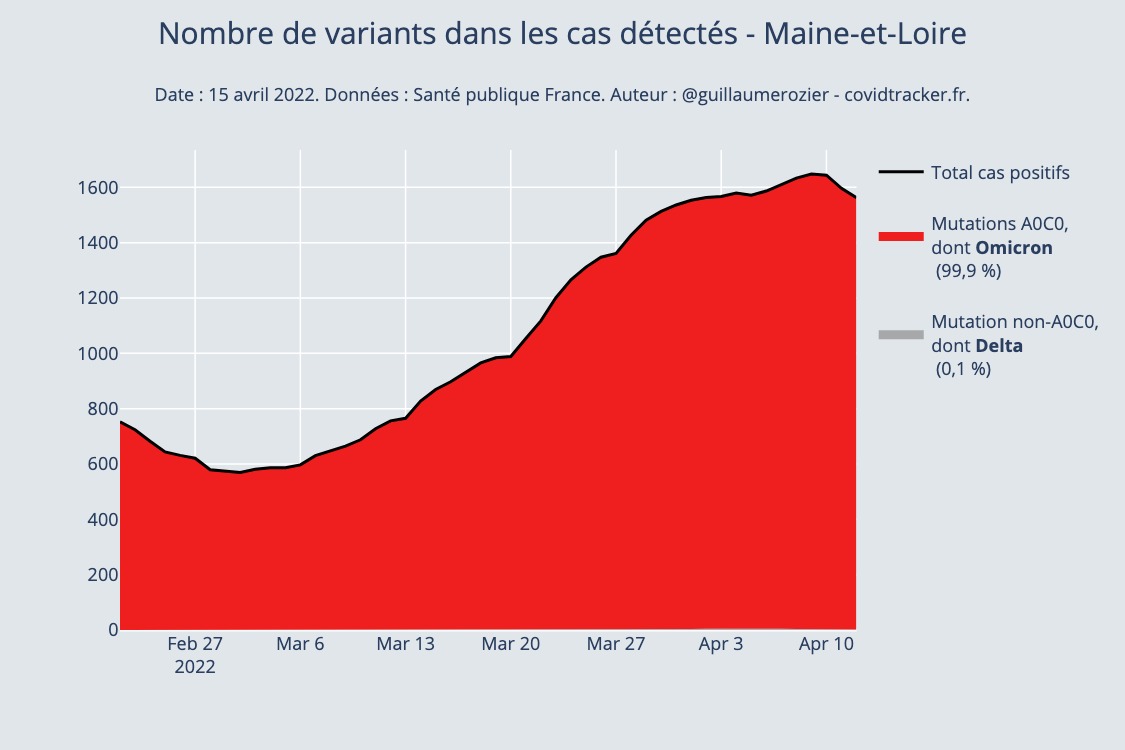 Nombre de variants dans les cas détectés - Maine-et-Loire
Date : 15 avril 2022. Données : Santé publique France. Auteur : @guillaumerozier - covidtracker.fr.
Total cas positifs
Mutations A0C0,
dont Omicron
(99,9 %)
Mutation non-A0C0,
dont Delta
(0,1 %)
1600
1400
1200
1000
800
600
400
200
0
Feb 27 Mar 6 Mar 13 Mar 20 Mar 27 Apr 3 Apr 10
2022